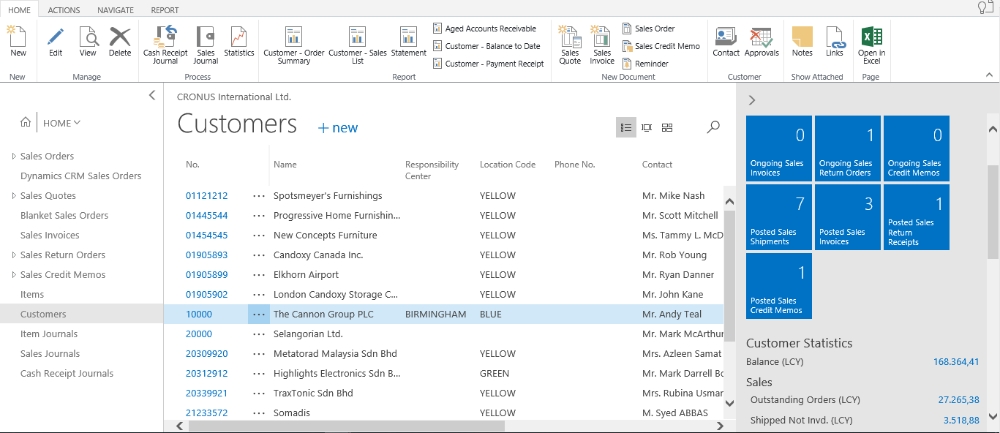 HOME ACTIONS NAVIGATE REPORT
New
Edit
View
Delete
Cash Receipt
Journal
Sales
Journal
Statistics
Customer - Order
Summary
Customer - Sales
List
Statement
Aged Accounts Receivable
Customer - Balance to Date
Customer - Payment Receipt
Sales
Quote
Sales
Invoice
Sales Order
Sales Credit Memo
Reminder
Contact
Approvals
Notes
Links
Open in
Excel
New Manage Process Report New Document Customer Show Attached Page
HOME
Sales Orders
Dynamics CRM Sales Orders
Sales Quotes
Blanket Sales Orders
Sales Invoices
Sales Return Orders
Sales Credit Memos
Items
Customers
Item Journals
Sales Journals
Cash Receipt Journals
CRONUS International Ltd.
Customers + new
No. Name Responsibility Center Location Code Phone No. Contact
01121212 ··· Spotsmeyer's Furnishings YELLOW Mr. Mike Nash
01445544 ··· Progressive Home Furnishin... YELLOW Mr. Scott Mitchell
01454545 ··· New Concepts Furniture YELLOW Ms. Tammy L. McD
01905893 ··· Candoxy Canada Inc. YELLOW Mr. Rob Young
01905899 ··· Elkhorn Airport YELLOW Mr. Ryan Danner
01905902 ··· London Candoxy Storage C... YELLOW Mr. John Kane
10000 ··· The Cannon Group PLC BIRMINGHAM BLUE Mr. Andy Teal
20000 ··· Selangorian Ltd. Mr. Mark McArthur
20309920 ··· Metatorad Malaysia Sdn Bhd YELLOW Mrs. Azleen Samat
20312912 ··· Highlights Electronics Sdn B... GREEN Mr. Mark Darrell Bo
20339921 ··· TraxTonic Sdn Bhd YELLOW Mrs. Rubina Usmar
21233572 ··· Somadis YELLOW M. Syed ABBAS
0
Ongoing Sales
Invoices
1
Ongoing Sales
Return Orders
0
Ongoing Sales
Credit Memos
7
Posted Sales
Shipments
3
Posted Sales
Invoices
1
Posted Sales
Return
Receipts
1
Posted Sales
Credit Memos
Customer Statistics
Balance (LCY) 168.364,41
Sales
Outstanding Orders (LCY) 27.265,38
Shipped Not Invd. (LCY) 3.518,88